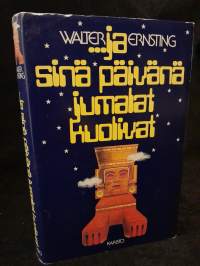 WALTER ERNSTING
...ja
sinä päivänä
jumalat
kuolivat
KARISTO